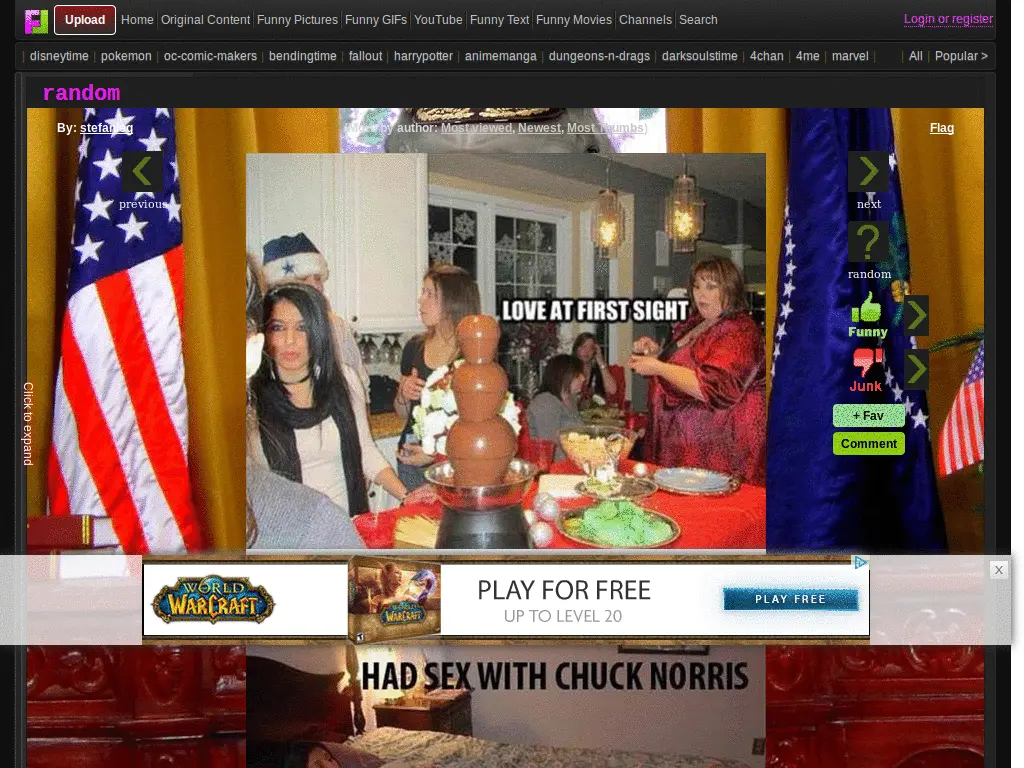 Upload
Home Original Content Funny Pictures Funny GIFs YouTube Funny Text Funny Movies Channels Search
Login or register
disneytime pokemon oc-comic-makers bendingtime fallout harrypotter animemanga dungeons-n-drags darksoulstime 4chan 4me marvel All Popular >
random
By:
by author: Most viewed, Newest, Most Thumbs)
Flag
previous
next
?
random
LOVE AT FIRST SIGHT
Funny
Junk
+ Fav
Comment
Click to expand
WORLD
WARCRAFT
PLAY FOR FREE
UP TO LEVEL 20
PLAY FREE
X
HAD SEX WITH CHUCK NORRIS